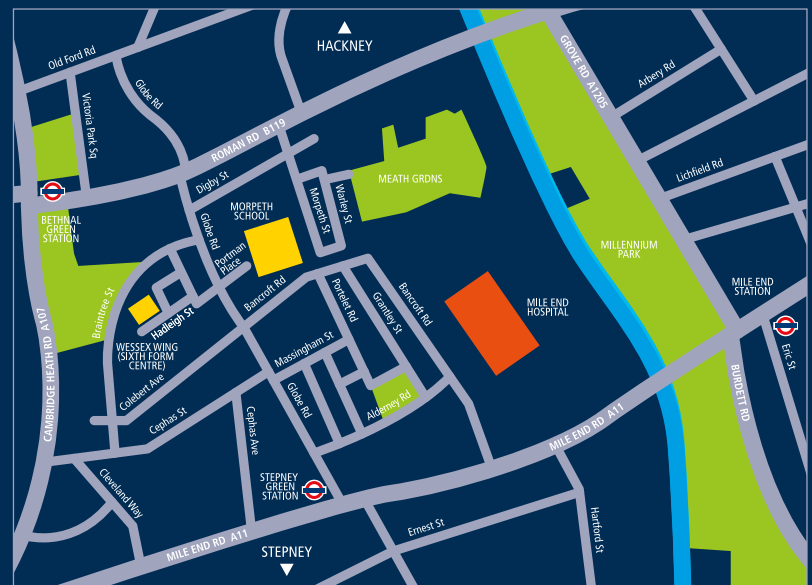 HACKNEY
Old Ford Rd
Victoria Park Sq
Globe Rd
ROMAN RD B119
GROVE RD A1205
Arbery Rd
Lichfield Rd
Digby St
MEATH GRDNS
BETHNAL
GREEN
STATION
MORPETH
SCHOOL
Morpeth St
Warley St
Globe Rd
Portman
Place
MILLENNIUM
PARK
MILE END
STATION
Braintree St
Hadleigh St
Bancroft Rd
Portelet Rd
Grantley St
Bancroft Rd
MILE END
HOSPITAL
Eric St
CAMBRIDGE HEATH RD A107
WESSEX WING
(SIXTH FORM
CENTRE)
Massingham St
Colebert Ave
Globe Rd
Alderney Rd
BURDETT RD
Cephas St
Cephas Ave
MILE END RD A11
STEPNEY
GREEN
STATION
Cleveland Way
MILE END RD A11
Ernest St
Hartford St
STEPNEY